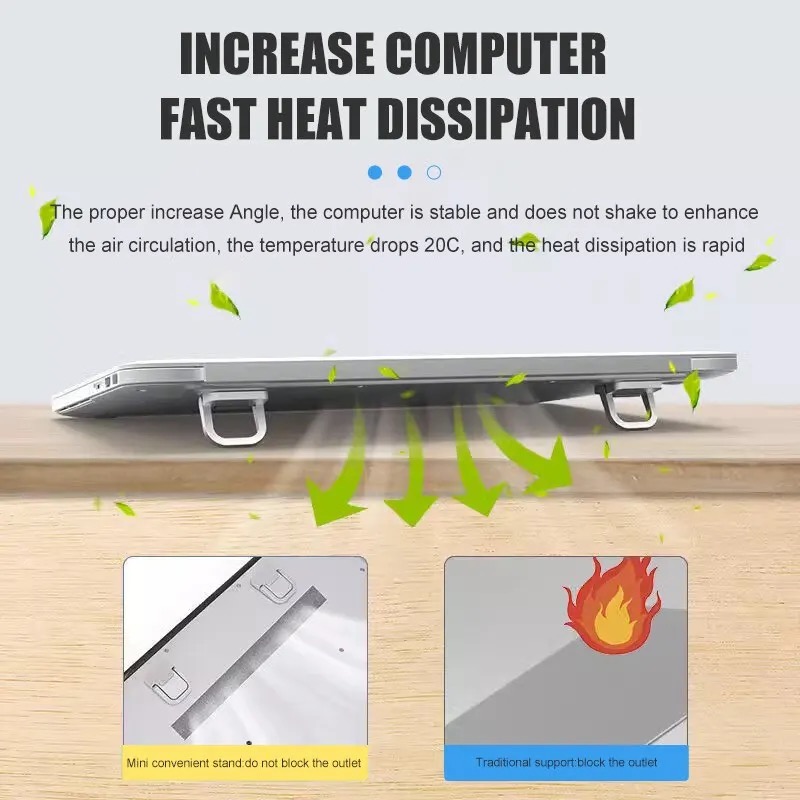 INCREASE COMPUTER
FAST HEAT DISSIPATION
The proper increase Angle, the computer is stable and does not shake to enhance
the air circulation, the temperature drops 20C, and the heat dissipation is rapid
Mini convenient stand:do not block the outlet
Traditional support:block the outlet